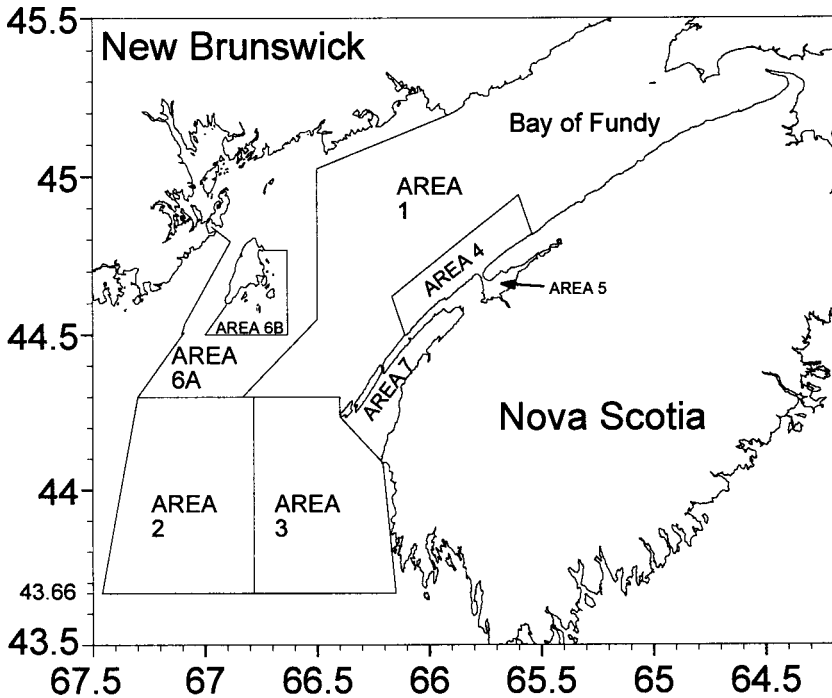 45.5
New Brunswick
Bay of Fundy
45
AREA
1
AREA 4
AREA 5
44.5
AREA 6B
AREA
6A
AREA 7
Nova Scotia
44
AREA
2
AREA
3
43.66
43.5
67.5 67 66.5 66 65.5 65 64.5